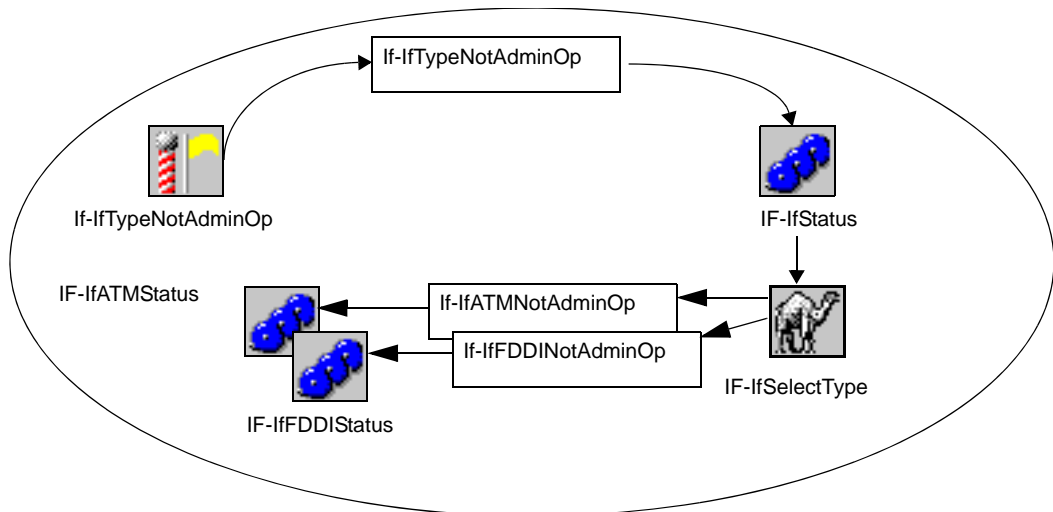 If-IfTypeNotAdminOp
If-IfTypeNotAdminOp
IF-IfStatus
IF-IfATMStatus
If-IfATMNotAdminOp
If-IfFDDINotAdminOp
IF-IfSelectType
IF-IfFDDIStatus